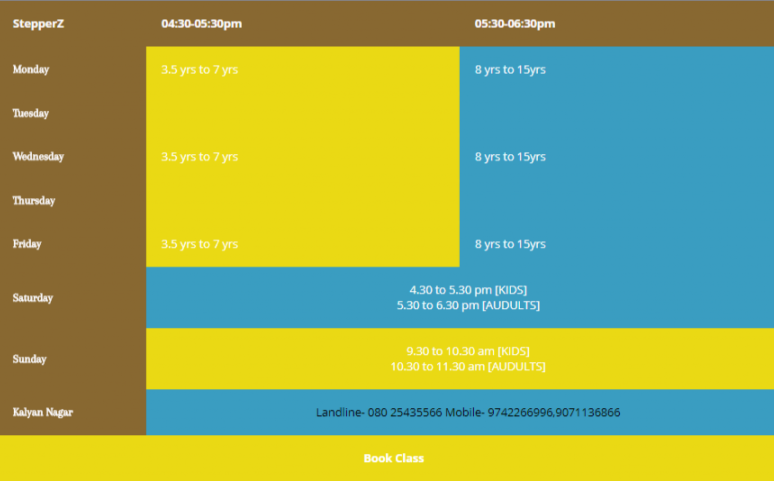 StepperZ 04:30-05:30pm 05:30-06:30pm
Monday 3.5 yrs to 7 yrs 8 yrs to 15yrs
Tuesday
Wednesday 3.5 yrs to 7 yrs 8 yrs to 15yrs
Thursday
Friday 3.5 yrs to 7 yrs 8 yrs to 15yrs
Saturday 4.30 to 5.30 pm [KIDS]
5.30 to 6.30 pm [AUDULTS]
Sunday 9.30 to 10.30 am [KIDS]
10.30 to 11.30 am [AUDULTS]
Kalyan Nagar Landline- 080 25435566 Mobile- 9742266996,9071136866
Book Class